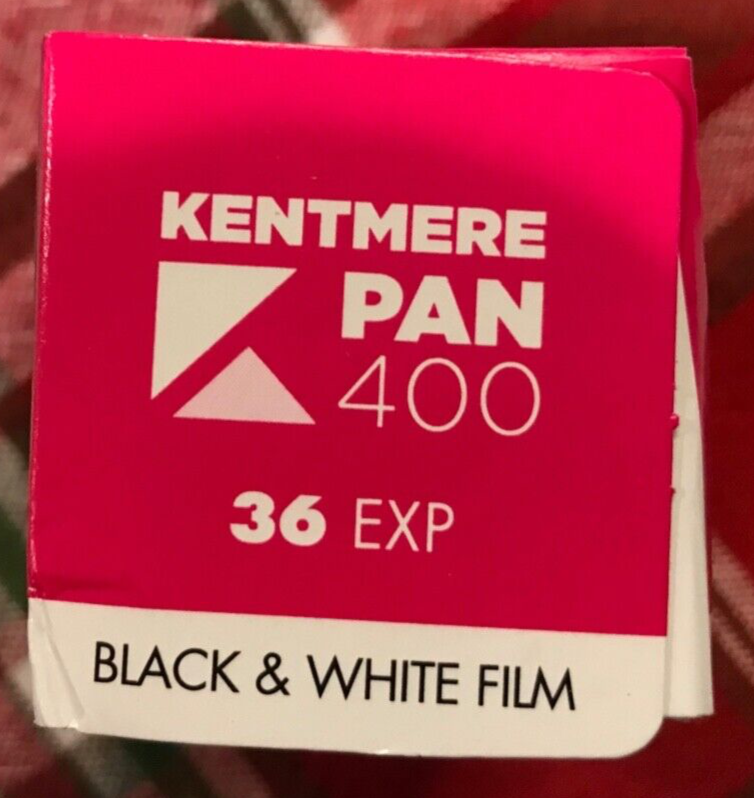 KENTMERE
PAN
400
36 EXP
BLACK & WHITE FILM